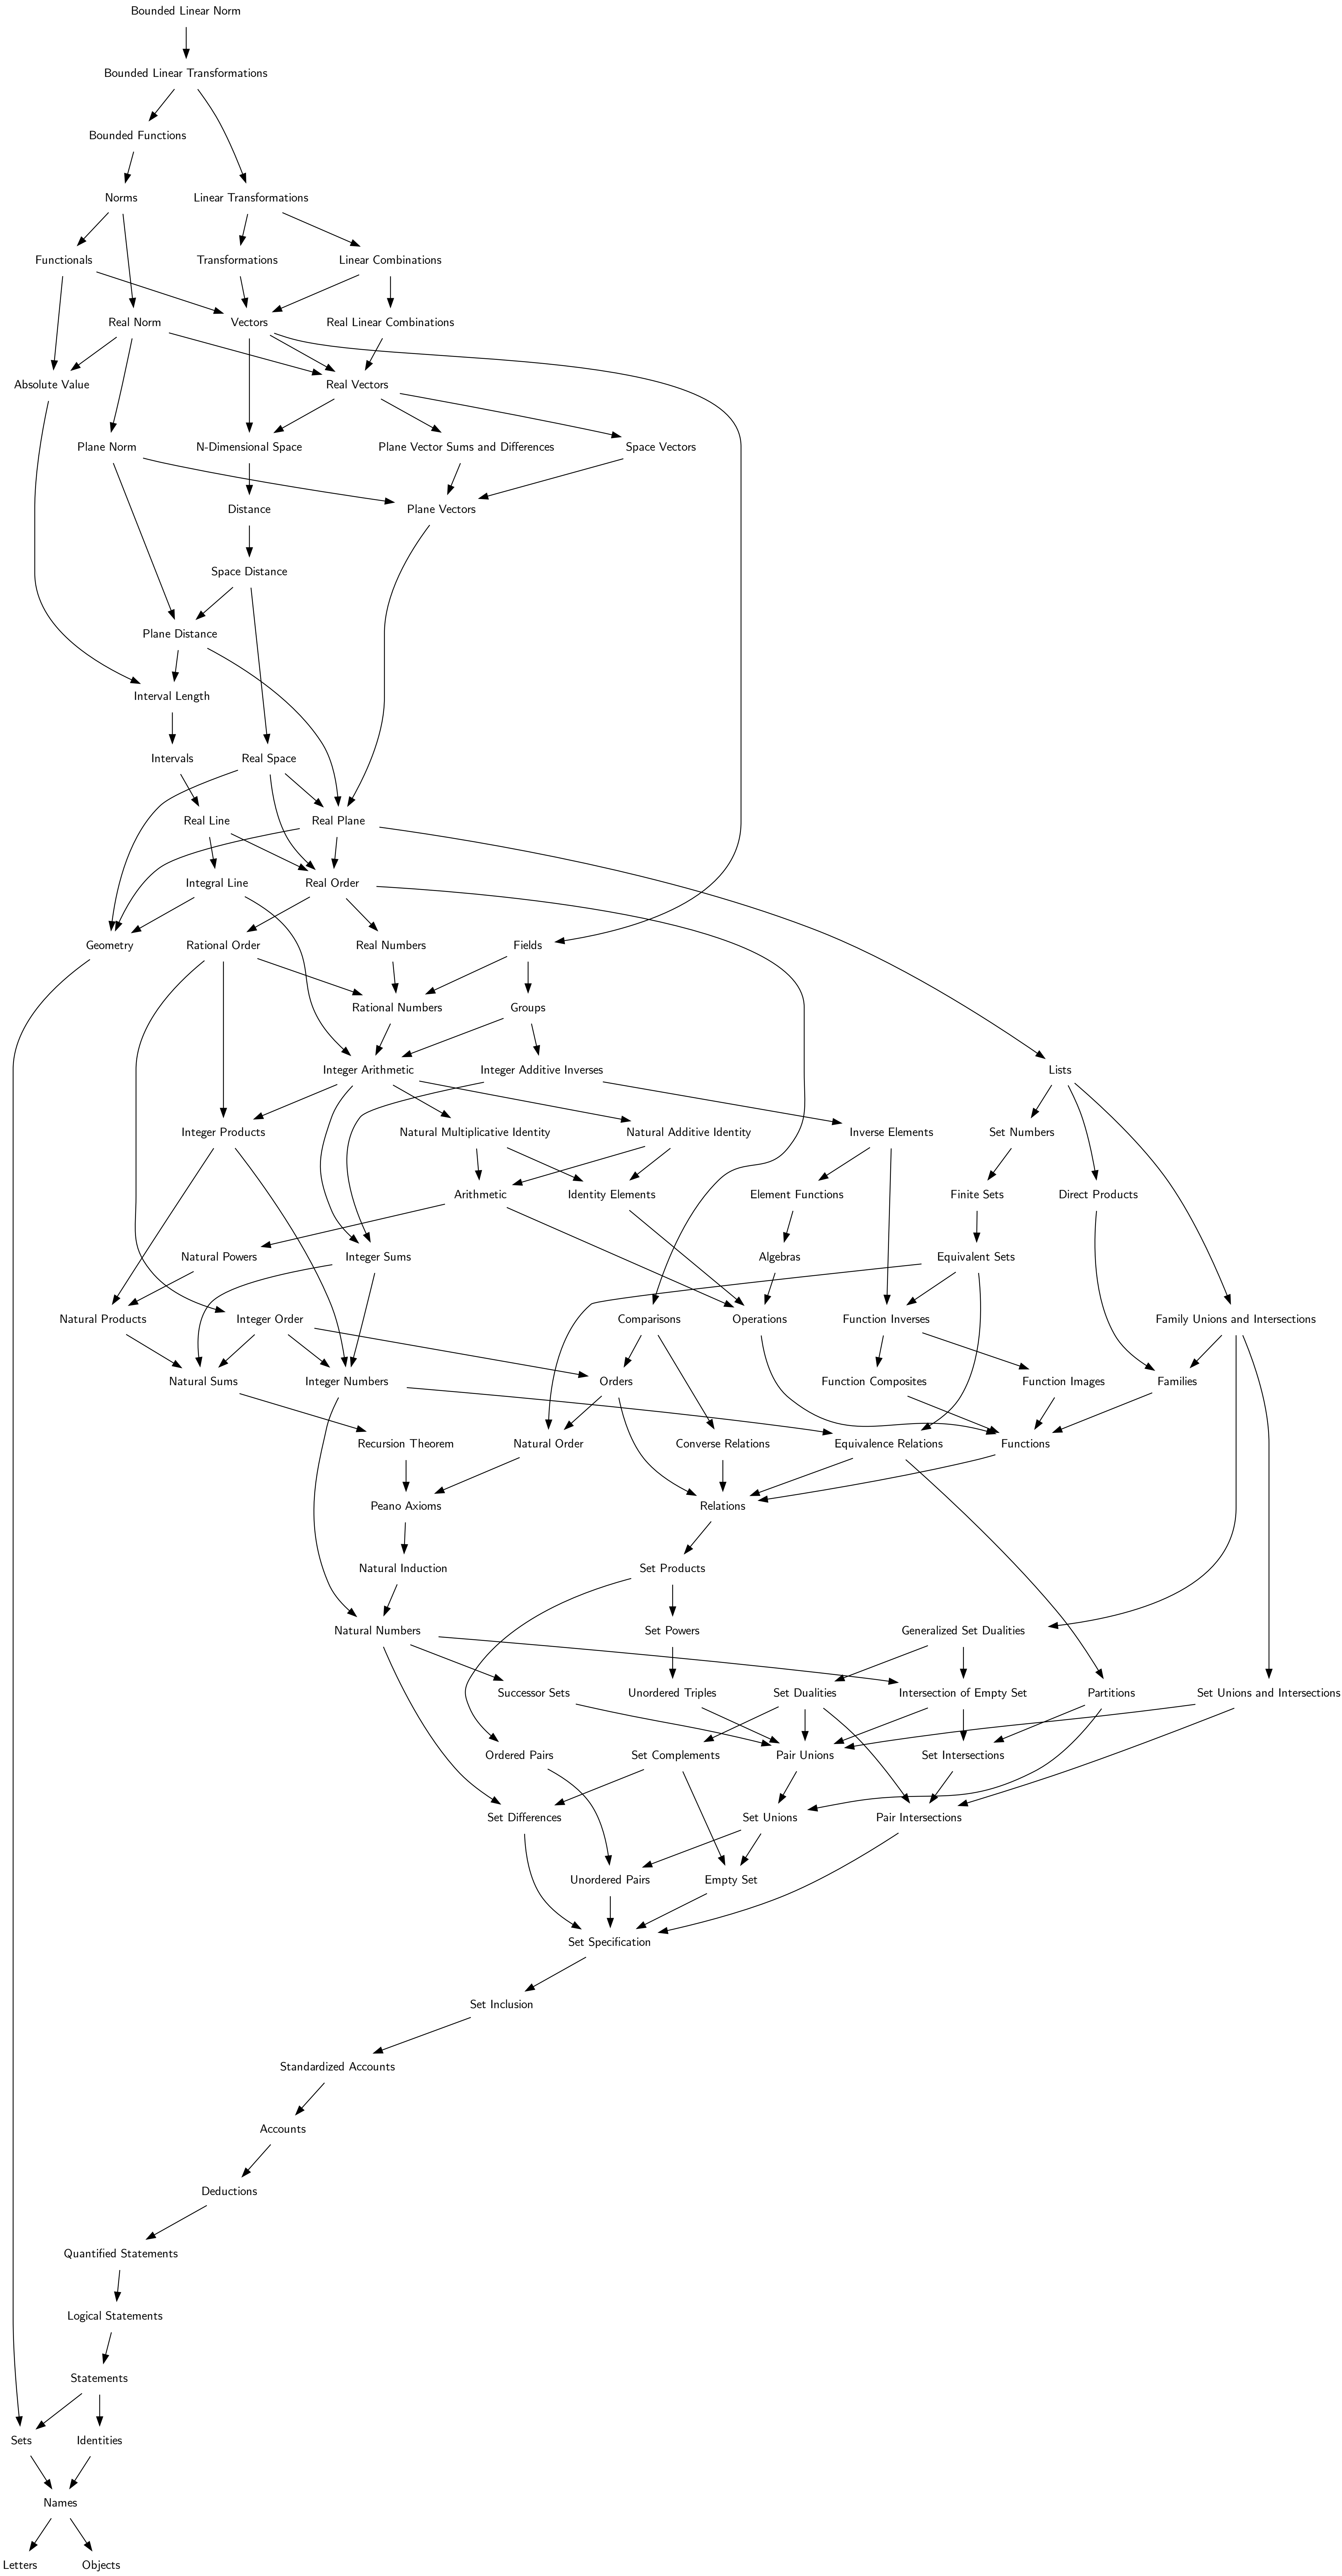 Bounded Linear Norm
Bounded Linear Transformations
Bounded Functions
Norms
Linear Transformations
Functionals
Transformations
Linear Combinations
Real Norm
Vectors
Real Linear Combinations
Absolute Value
Real Vectors
Plane Norm
N-Dimensional Space
Plane Vector Sums and Differences
Space Vectors
Distance
Plane Vectors
Space Distance
Plane Distance
Interval Length
Intervals
Real Space
Real Line
Real Plane
Integral Line
Real Order
Geometry
Rational Order
Real Numbers
Fields
Rational Numbers
Groups
Integer Arithmetic
Integer Additive Inverses
Lists
Integer Products
Natural Multiplicative Identity
Natural Additive Identity
Inverse Elements
Set Numbers
Arithmetic
Identity Elements
Element Functions
Finite Sets
Direct Products
Natural Powers
Integer Sums
Algebras
Equivalent Sets
Natural Products
Integer Order
Comparisons
Operations
Function Inverses
Family Unions and Intersections
Natural Sums
Integer Numbers
Orders
Function Composites
Function Images
Families
Recursion Theorem
Natural Order
Converse Relations
Equivalence Relations
Functions
Peano Axioms
Relations
Natural Induction
Set Products
Natural Numbers
Set Powers
Generalized Set Dualities
Successor Sets
Unordered Triples
Set Dualities
Intersection of Empty Set
Partitions
Set Unions and Intersections
Ordered Pairs
Set Complements
Pair Unions
Set Intersections
Set Differences
Set Unions
Pair Intersections
Unordered Pairs
Empty Set
Set Specification
Set Inclusion
Standardized Accounts
Accounts
Deductions
Quantified Statements
Logical Statements
Statements
Sets
Identities
Names
Letters
Objects